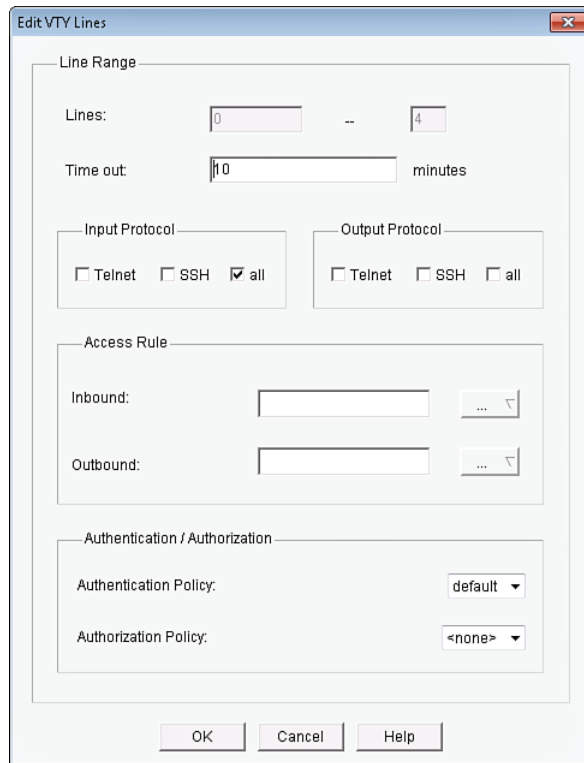 Edit VTY Lines
Line Range
Lines: 0 -- 4
Time out: 10 minutes
Input Protocol Output Protocol
Telnet SSH all Telnet SSH all
Access Rule
Inbound: ...
Outbound: ...
Authentication / Authorization
Authentication Policy: default
Authorization Policy: <none>
OK Cancel Help